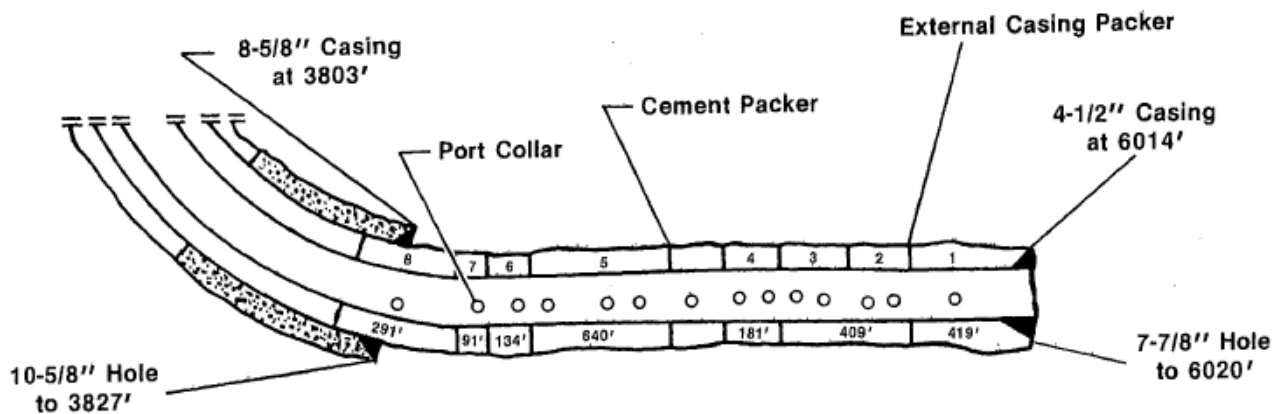 8-5/8" Casing
at 3803'
External Casing Packer
Cement Packer
4-1/2" Casing
at 6014'
Port Collar
8 7 6 5 4 3 2 1
291' 91' 134' 640' 181' 409' 419'
10-5/8" Hole
to 3827'
7-7/8" Hole
to 6020'